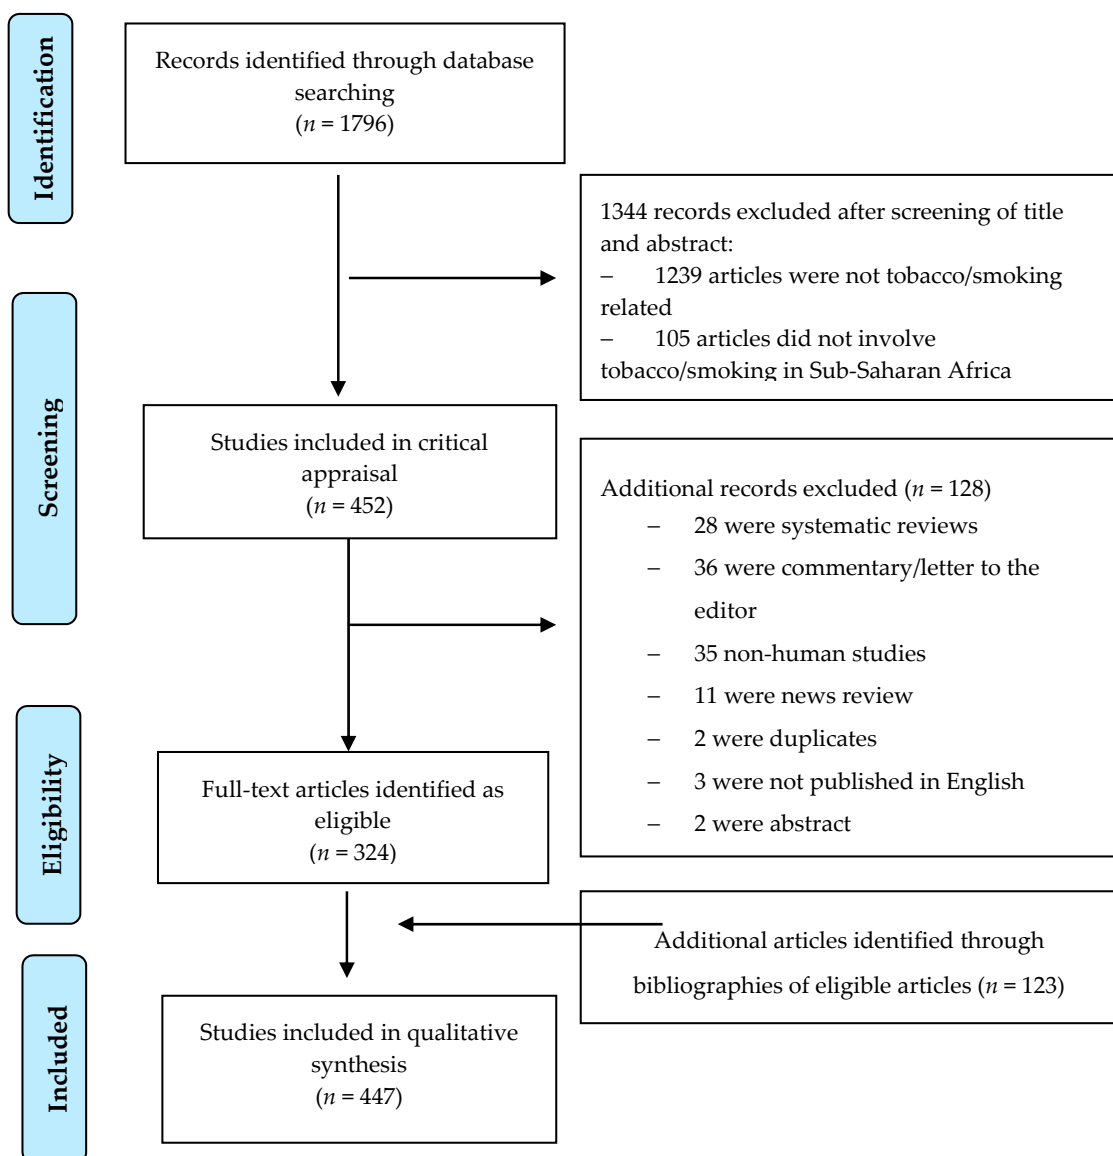 Identification
Records identified through database
searching
(n = 1796)
1344 records excluded after screening of title
and abstract:
– 1239 articles were not tobacco/smoking
related
– 105 articles did not involve
tobacco/smoking in Sub-Saharan Africa
Screening
Studies included in critical
appraisal
(n = 452)
Additional records excluded (n = 128)
– 28 were systematic reviews
– 36 were commentary/letter to the
editor
– 35 non-human studies
– 11 were news review
– 2 were duplicates
– 3 were not published in English
– 2 were abstract
Eligibility
Full-text articles identified as
eligible
(n = 324)
Additional articles identified through
bibliographies of eligible articles (n = 123)
Included
Studies included in qualitative
synthesis
(n = 447)